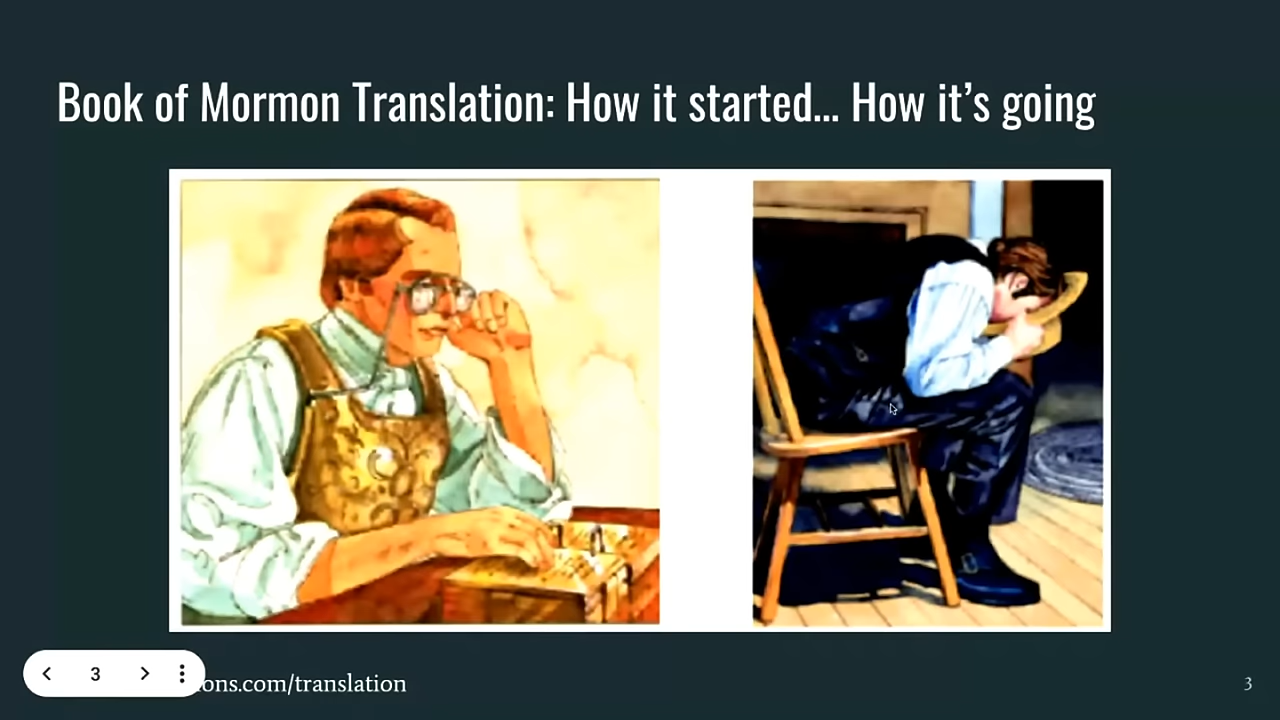 Book of Mormon Translation: How it started... How it's going
3
ons.com/translation
3